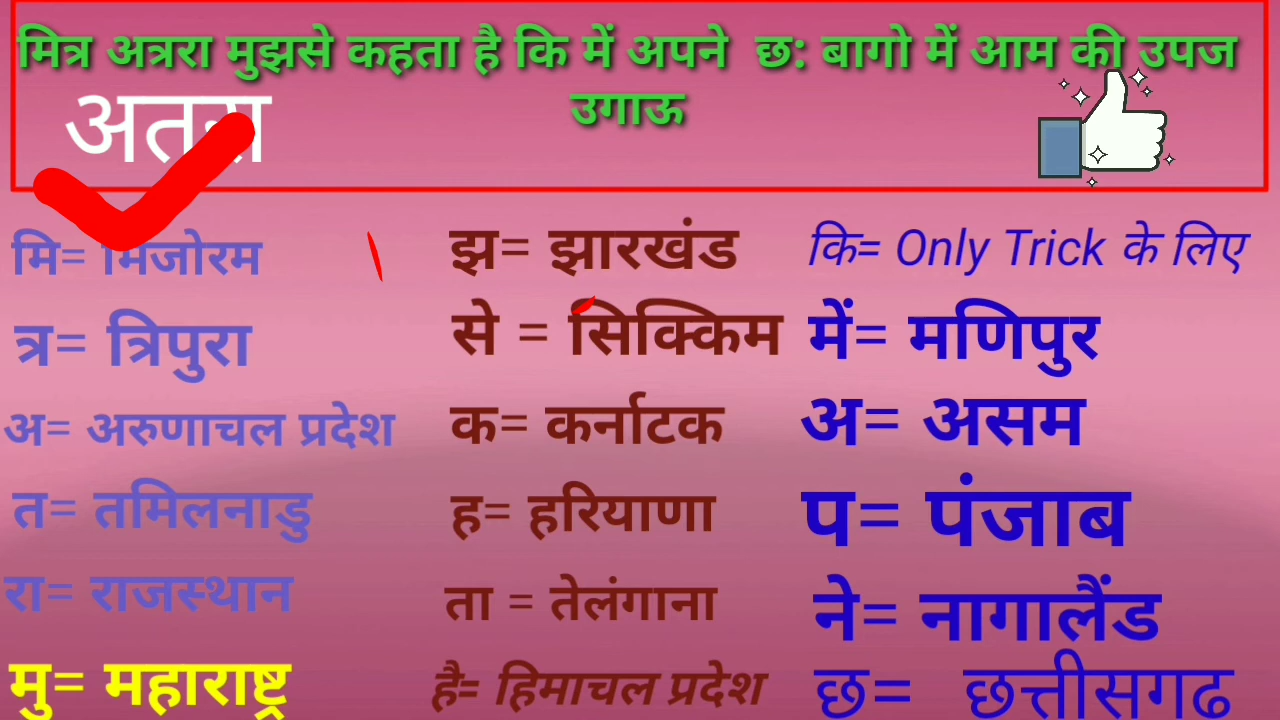 मित्र अत्ररा मुझसे कहता है कि में अपने छ: बागो में आम की उपज
उगाऊ
मि= मिजोरम
त्र= त्रिपुरा
अ= अरुणाचल प्रदेश
त= तमिलनाडु
रा= राजस्थान
मु= महाराष्ट्र
झ= झारखंड
से = सिक्किम
क= कर्नाटक
ह= हरियाणा
ता = तेलंगाना
है= हिमाचल प्रदेश
कि= Only Trick के लिए
में= मणिपुर
अ= असम
प= पंजाब
ने= नागालैंड
छ= छत्तीसगढ